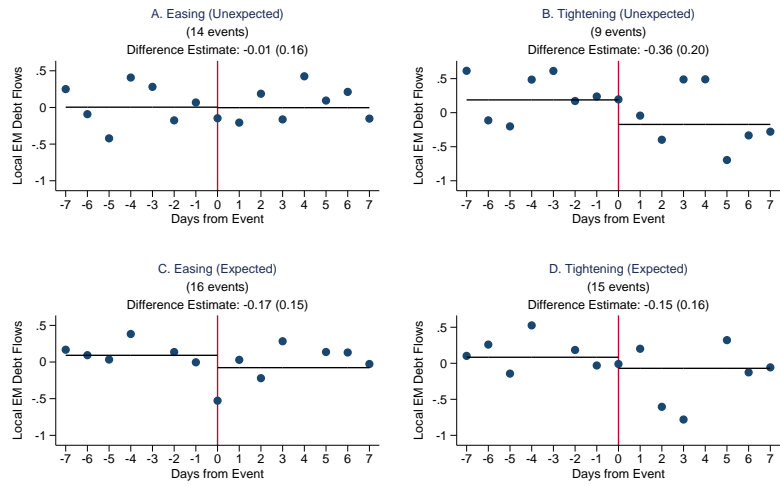 A. Easing (Unexpected)
(14 events)
Difference Estimate: -0.01 (0.16)
Local EM Debt Flows
.5
0
-.5
-1
-7 -6 -5 -4 -3 -2 -1 0 1 2 3 4 5 6 7
Days from Event
B. Tightening (Unexpected)
(9 events)
Difference Estimate: -0.36 (0.20)
Local EM Debt Flows
.5
0
-.5
-1
-7 -6 -5 -4 -3 -2 -1 0 1 2 3 4 5 6 7
Days from Event
C. Easing (Expected)
(16 events)
Difference Estimate: -0.17 (0.15)
Local EM Debt Flows
.5
0
-.5
-1
-7 -6 -5 -4 -3 -2 -1 0 1 2 3 4 5 6 7
Days from Event
D. Tightening (Expected)
(15 events)
Difference Estimate: -0.15 (0.16)
Local EM Debt Flows
.5
0
-.5
-1
-7 -6 -5 -4 -3 -2 -1 0 1 2 3 4 5 6 7
Days from Event